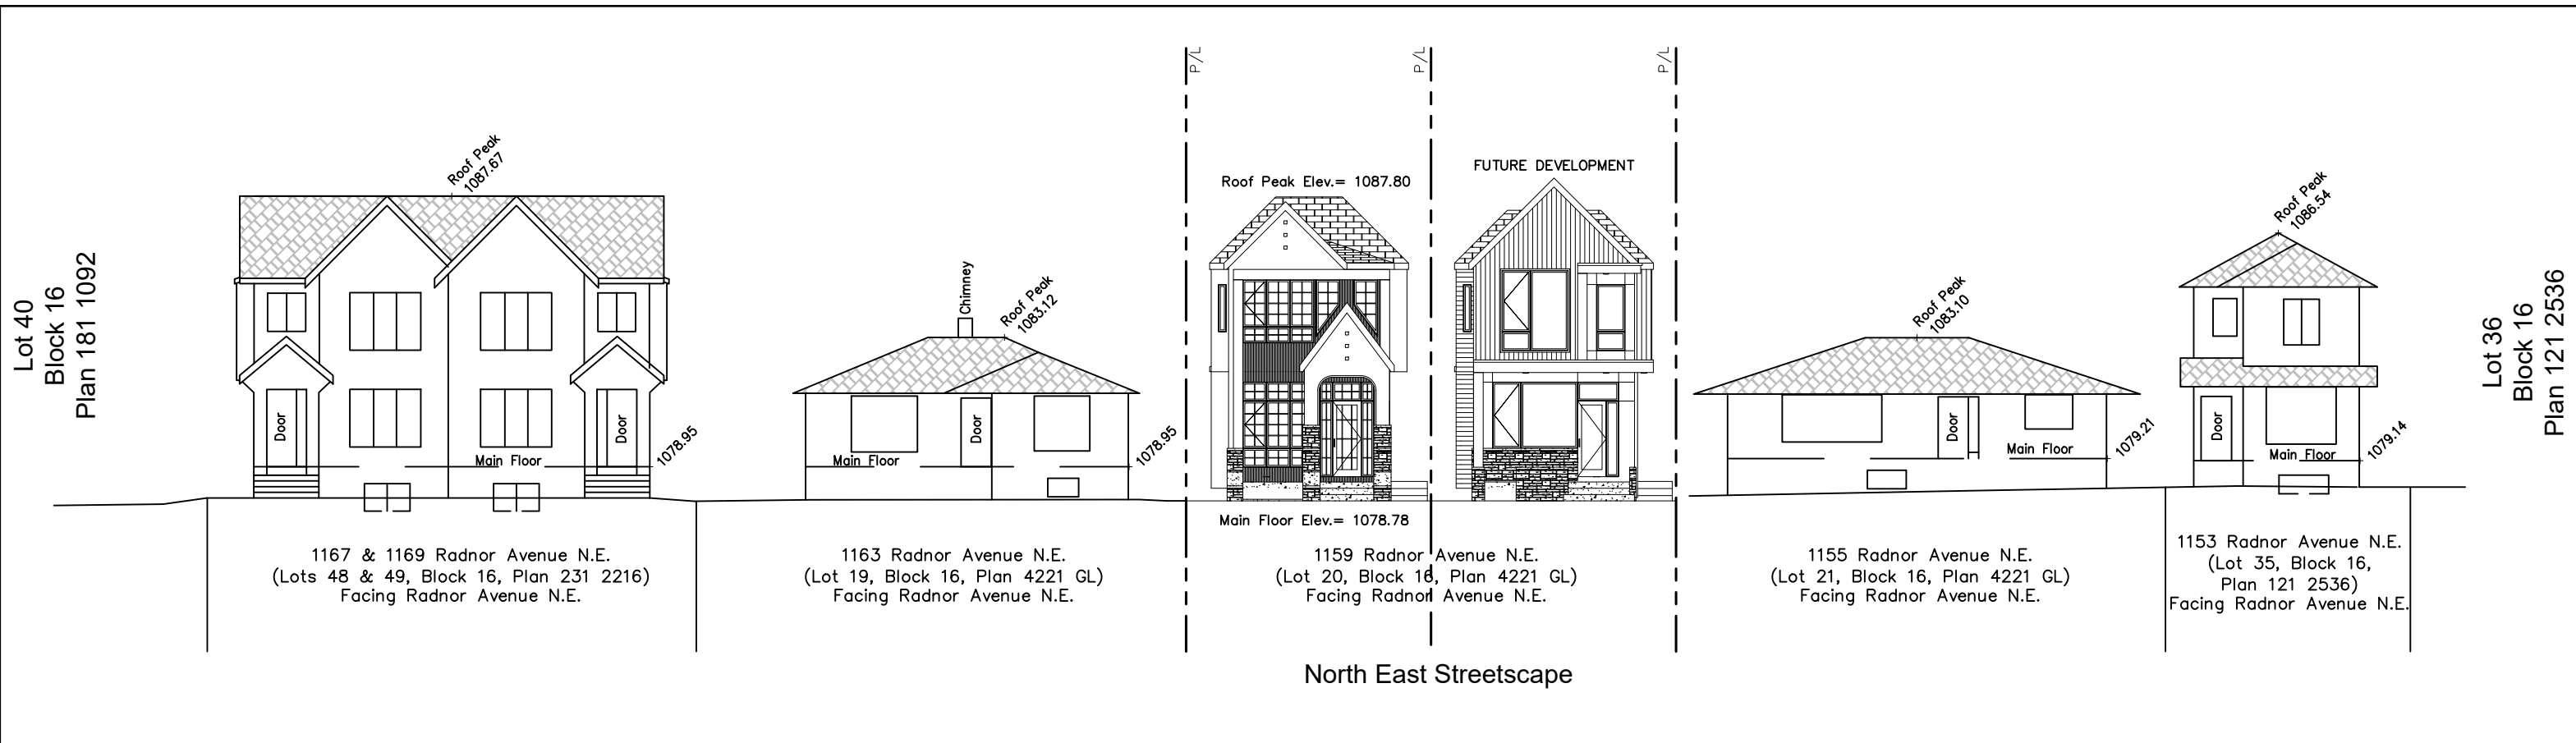 Lot 40
Block 16
Plan 181 1092
Roof Peak
1087.67
Door
Main Floor
Door
1078.95
1167 & 1169 Radnor Avenue N.E.
(Lots 48 & 49, Block 16, Plan 231 2216)
Facing Radnor Avenue N.E.
Chimney
Roof Peak
1083.12
Main Floor
Door
1078.95
1163 Radnor Avenue N.E.
(Lot 19, Block 16, Plan 4221 GL)
Facing Radnor Avenue N.E.
P/L
P/L
P/L
Roof Peak Elev.= 1087.80
FUTURE DEVELOPMENT
Main Floor Elev.= 1078.78
1159 Radnor Avenue N.E.
(Lot 20, Block 16, Plan 4221 GL)
Facing Radnor Avenue N.E.
Roof Peak
1083.10
Door
Main Floor
1079.21
1155 Radnor Avenue N.E.
(Lot 21, Block 16, Plan 4221 GL)
Facing Radnor Avenue N.E.
Roof Peak
1086.54
Door
Main Floor
1079.14
1153 Radnor Avenue N.E.
(Lot 35, Block 16,
Plan 121 2536)
Facing Radnor Avenue N.E.
Lot 36
Block 16
Plan 121 2536
North East Streetscape